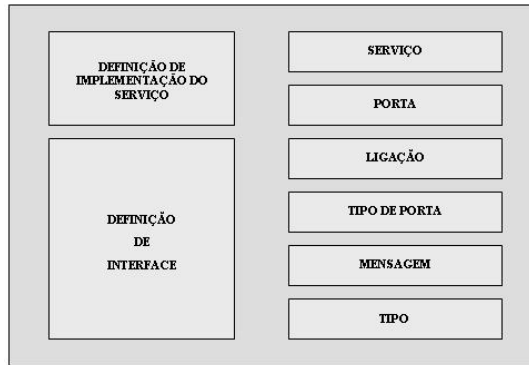 DEFINIÇÃO DE
IMPLEMENTAÇÃO DO
SERVIÇO
DEFINIÇÃO
DE
INTERFACE
SERVIÇO
PORTA
LIGAÇÃO
TIPO DE PORTA
MENSAGEM
TIPO